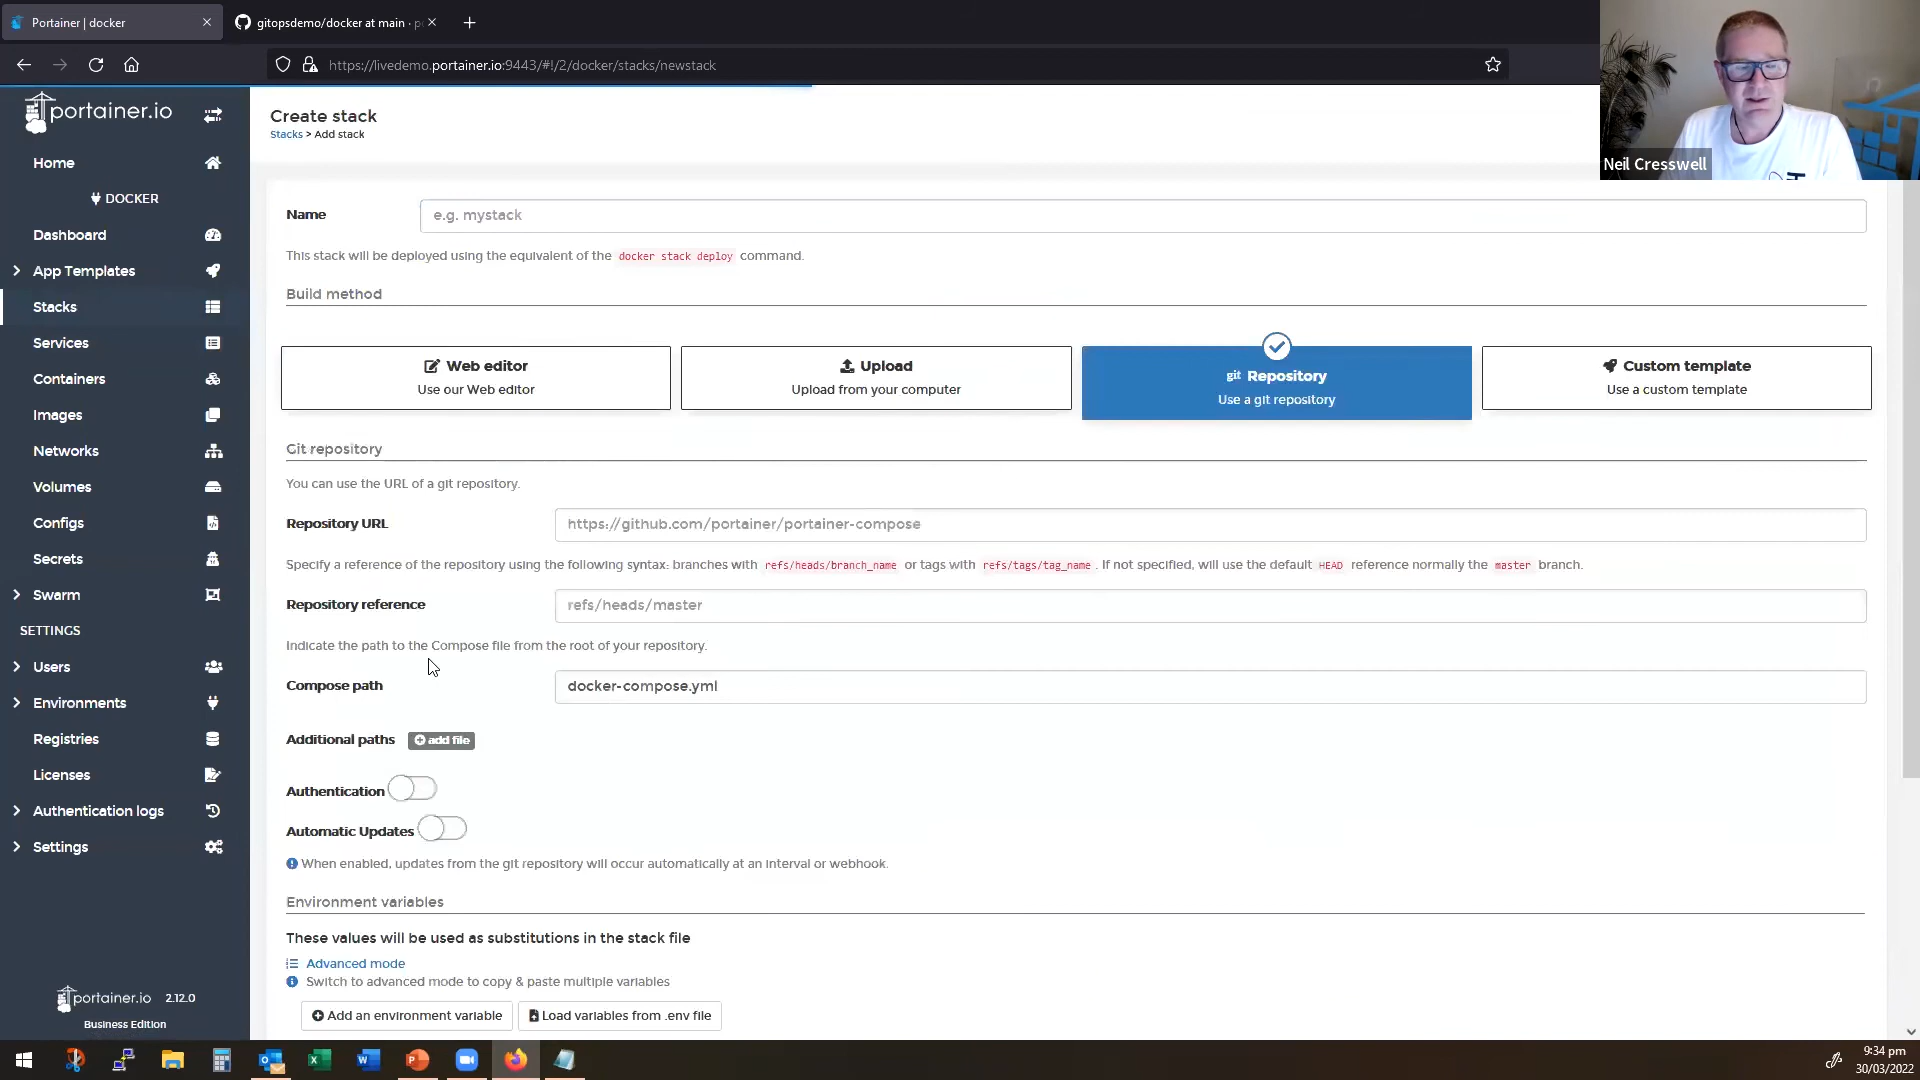 Portainer | docker
gitopsdemo/docker at main
https://livedemo.portainer.io:9443/#!/2/docker/stacks/newstack
portainer.io
Home
DOCKER
Dashboard
App Templates
Stacks
Services
Containers
Images
Networks
Volumes
Configs
Secrets
Swarm
SETTINGS
Users
Environments
Registries
Licenses
Authentication logs
Settings
portainer.io 2.12.0
Business Edition
Create stack
Stacks > Add stack
Neil Cresswell
Name e.g. mystack
This stack will be deployed using the equivalent of the docker stack deploy command.
Build method
Web editor
Use our Web editor
Upload
Upload from your computer
git Repository
Use a git repository
Custom template
Use a custom template
Git repository
You can use the URL of a git repository.
Repository URL https://github.com/portainer/portainer-compose
Specify a reference of the repository using the following syntax: branches with refs/heads/branch_name or tags with refs/tags/tag_name . If not specified, will use the default HEAD reference normally the master branch.
Repository reference refs/heads/master
Indicate the path to the Compose file from the root of your repository.
Compose path docker-compose.yml
Additional paths add file
Authentication
Automatic Updates
When enabled, updates from the git repository will occur automatically at an interval or webhook.
Environment variables
These values will be used as substitutions in the stack file
Advanced mode
Switch to advanced mode to copy & paste multiple variables
Add an environment variable Load variables from .env file
9:34 pm
30/03/2022